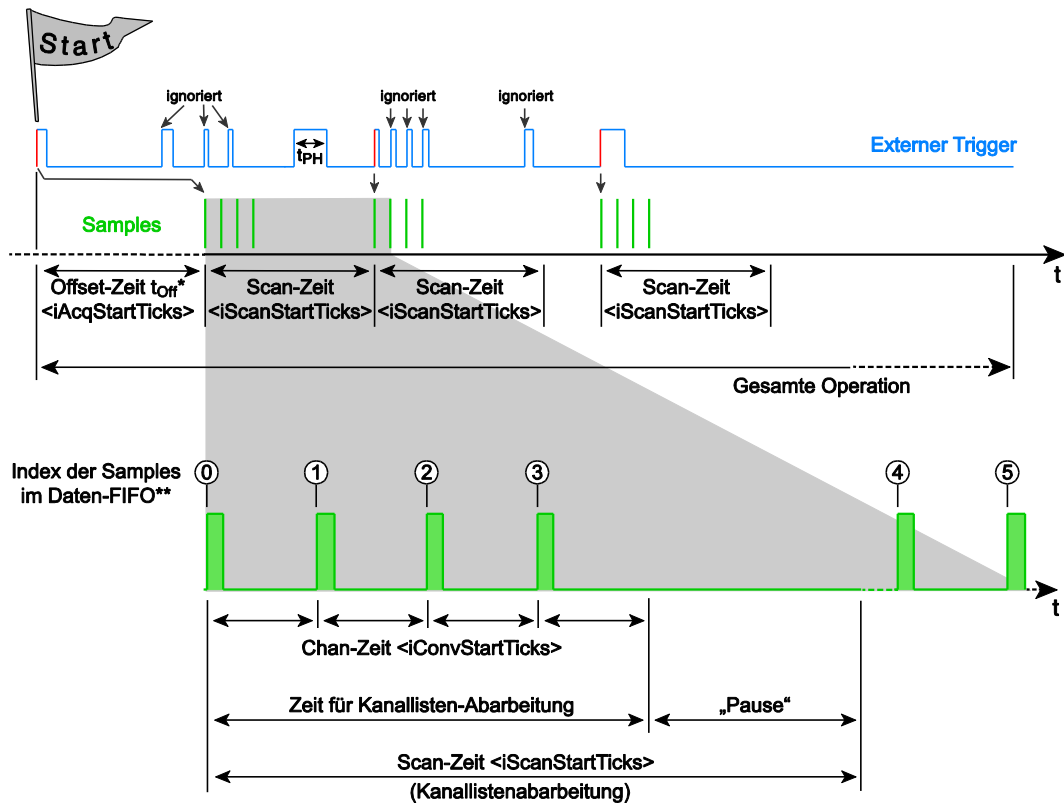 Start
ignoriert
ignoriert
ignoriert
tPH
Externer Trigger
Samples
t
Offset-Zeit tOff*
<iAcqStartTicks>
Scan-Zeit
<iScanStartTicks>
Scan-Zeit
<iScanStartTicks>
Scan-Zeit
<iScanStartTicks>
Gesamte Operation
Index der Samples
im Daten-FIFO**
0
1
2
3
4
5
t
Chan-Zeit <iConvStartTicks>
Zeit für Kanallisten-Abarbeitung
„Pause“
Scan-Zeit <iScanStartTicks>
(Kanallistenabarbeitung)